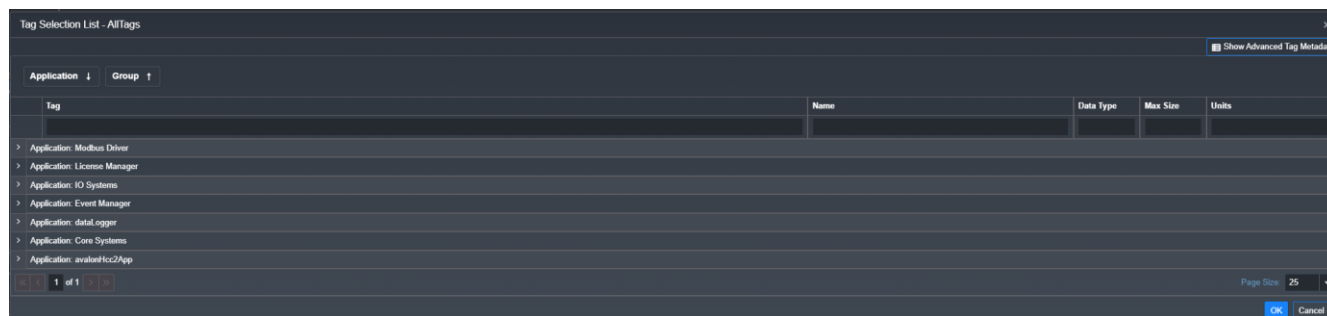 Tag Selection List - AllTags
Show Advanced Tag Metada
Application ↓ Group ↑
Tag Name Data Type Max Size Units
> Application: Modbus Driver
> Application: License Manager
> Application: IO Systems
> Application: Event Manager
> Application: dataLogger
> Application: Core Systems
> Application: avalonHcc2App
1 of 1
Page Size: 25
OK Cancel